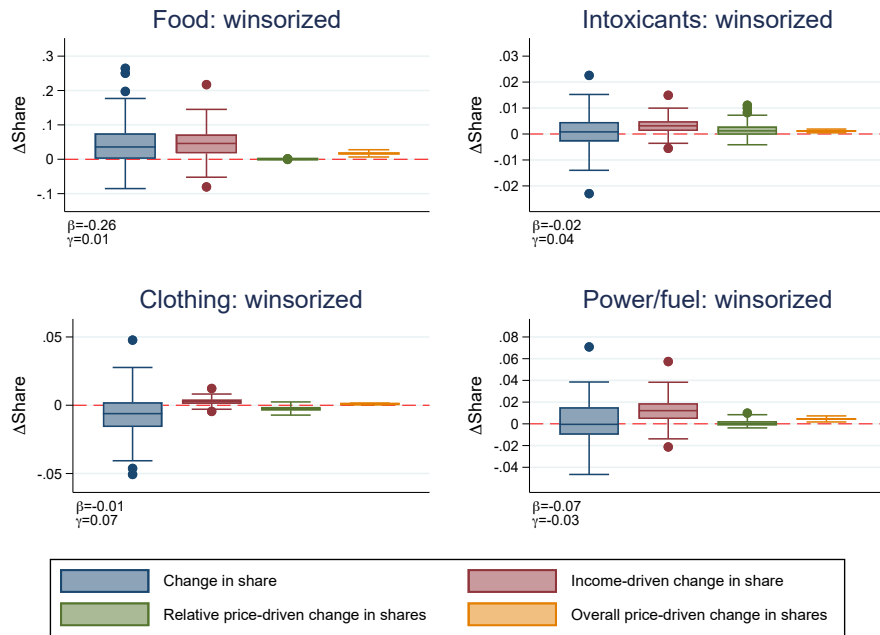 Food: winsorized
ΔShare
.3
.2
.1
0
-.1
β=-0.26
γ=0.01
Intoxicants: winsorized
ΔShare
.03
.02
.010
0
-.01
-.02
β=-0.02
γ=0.04
Clothing: winsorized
ΔShare
.05
0
-.05
β=-0.01
γ=0.07
Power/fuel: winsorized
ΔShare
.08
.06
.04
.02
0
-.02
-.04
β=-0.07
γ=-0.03
Change in share
Income-driven change in share
Relative price-driven change in shares
Overall price-driven change in shares